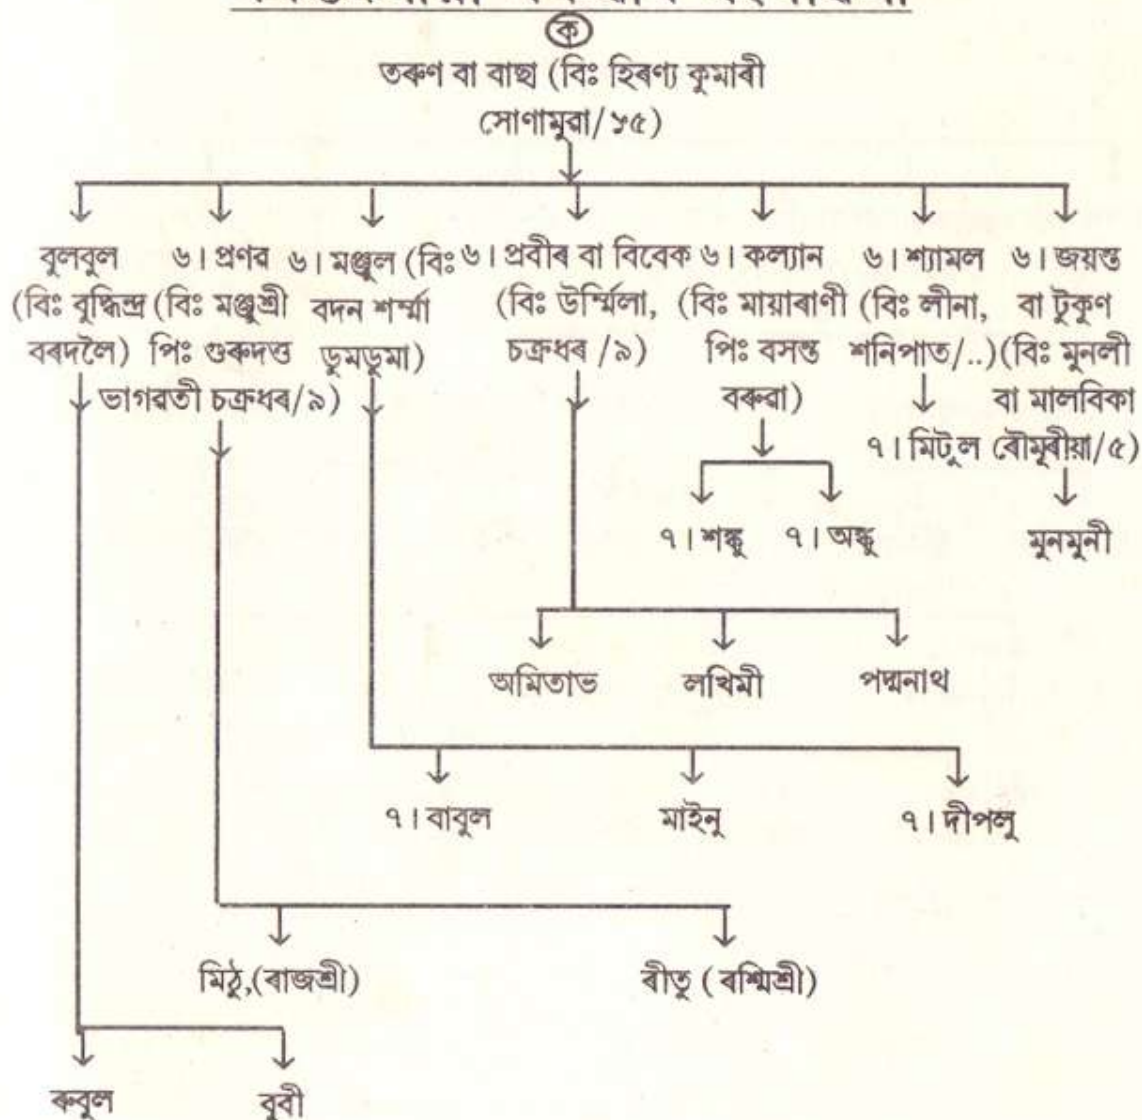 ক
তৰুণ বা বাছা (বিঃ হিৰণ্য কুমাৰী
সোণামুৱা/১৫)
বুলবুল ৬। প্ৰণৱ ৬। মঞ্জুল (বিঃ ৬। প্ৰবীৰ বা বিবেক ৬। কল্যান ৬। শ্যামল ৬। জয়ন্ত
(বিঃ বুদ্ধিন্দ্ৰ (বিঃ মঞ্জুশ্ৰী বদন শৰ্ম্মা (বিঃ উৰ্ম্মিলা, (বিঃ মায়াৰাণী (বিঃ লীনা, বা টুকুণ
বৰদলৈ) পিঃ গুৰুদত্ত ডুমডুমা) চক্ৰধৰ /৯) পিঃ বসন্ত শনিপাত/..) (বিঃ মুনলী
ভাগৱতী চক্ৰধৰ/৯) বৰুৱা) বা মালবিকা
৭। মিটুল ৰৌমূৰীয়া/৫)
৭। শঙ্কু ৭। অঙ্কু মুনমুনী
অমিতাভ লখিমী পদ্মনাথ
৭। বাবুল মাইনু ৭। দীপলু
মিঠু,(ৰাজশ্ৰী) ৰীতু (ৰশ্মিশ্ৰী)
ৰুবুল বুবী